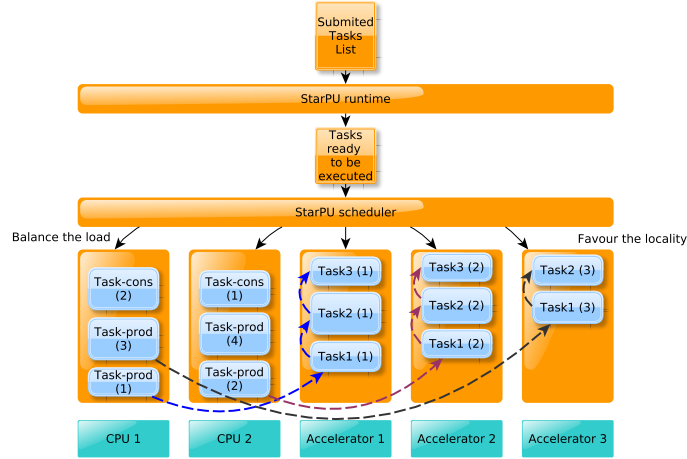 Submited
Tasks
List
StarPU runtime
Tasks
ready
to be
executed
StarPU scheduler
Balance the load
Favour the locality
Task-cons
(2)
Task-prod
(3)
Task-prod
(1)
Task-cons
(1)
Task-prod
(4)
Task-prod
(2)
Task3 (1)
Task2 (1)
Task1 (1)
Task3 (2)
Task2 (2)
Task1 (2)
Task2 (3)
Task1 (3)
CPU 1
CPU 2
Accelerator 1
Accelerator 2
Accelerator 3